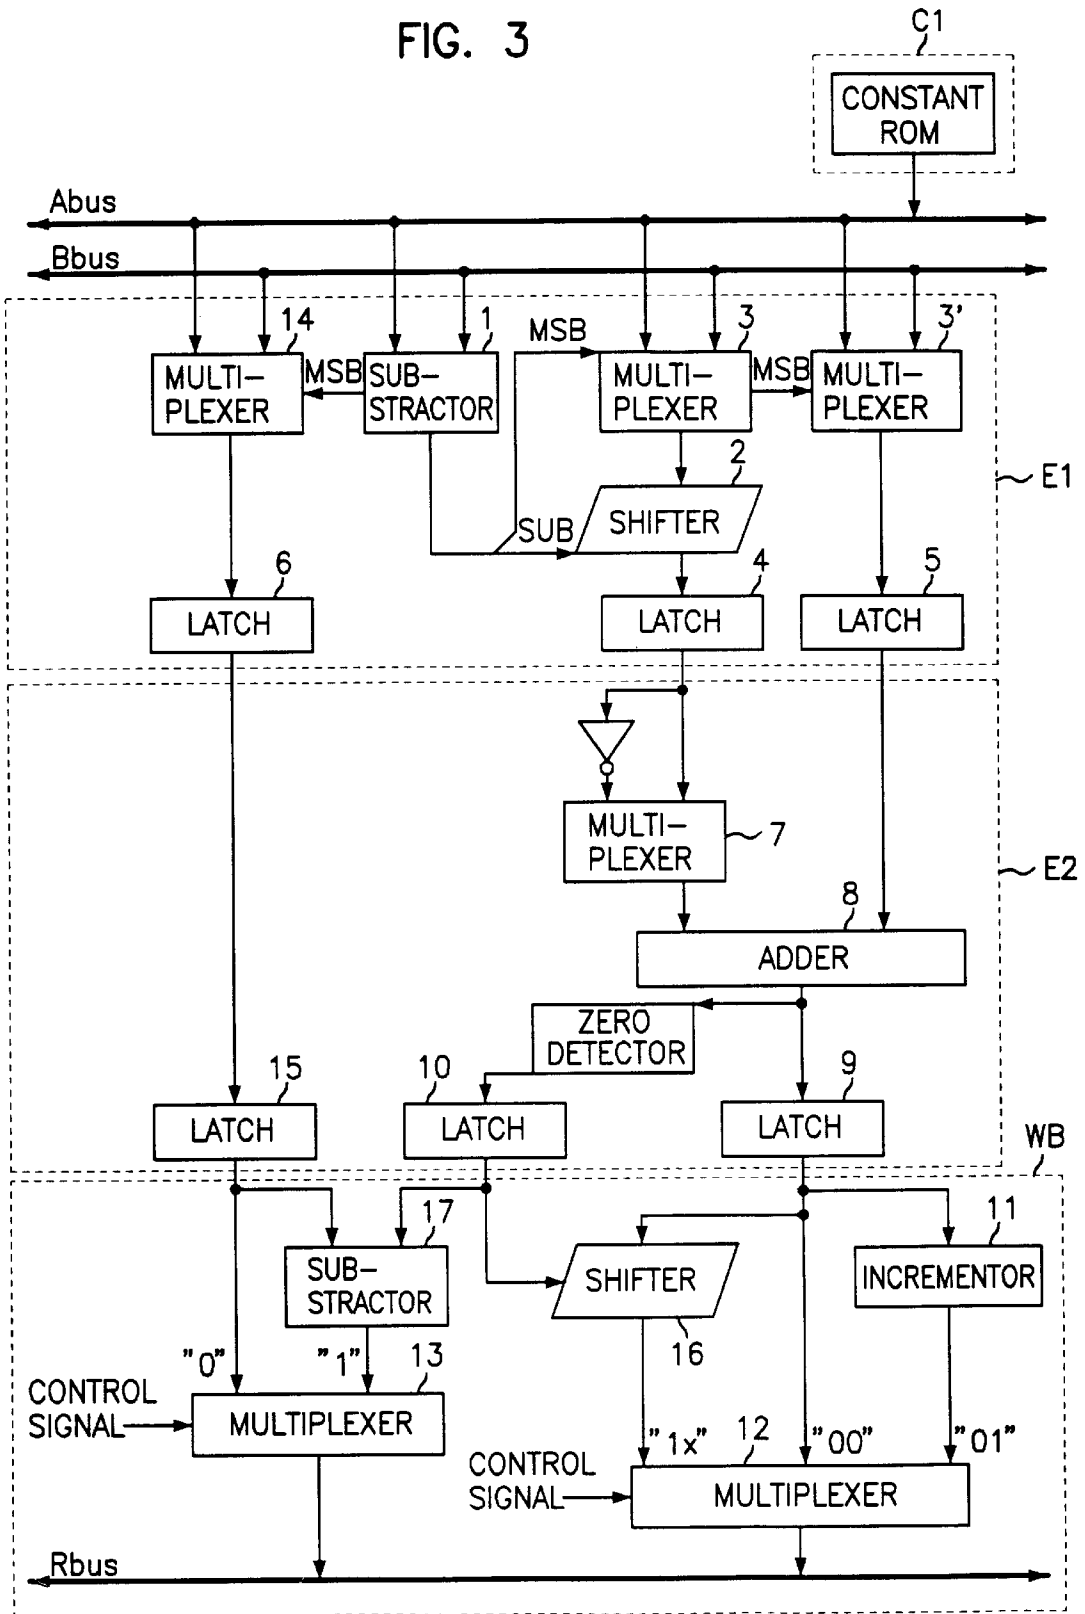 FIG. 3
C1
CONSTANT
ROM
Abus
Bbus
14
1
MSB
3
3'
MULTI-
PLEXER
MSB
SUB-
STRACTOR
MULTI-
PLEXER
MSB
MULTI-
PLEXER
2
E1
SUB
SHIFTER
6
4
5
LATCH
LATCH
LATCH
MULTI-
PLEXER
7
E2
8
ADDER
ZERO
DETECTOR
15
10
9
LATCH
LATCH
LATCH
WB
17
11
SUB-
STRACTOR
SHIFTER
INCREMENTOR
16
"0"
"1"
13
CONTROL
SIGNAL
MULTIPLEXER
"1x"
12
"00"
"01"
CONTROL
SIGNAL
MULTIPLEXER
Rbus